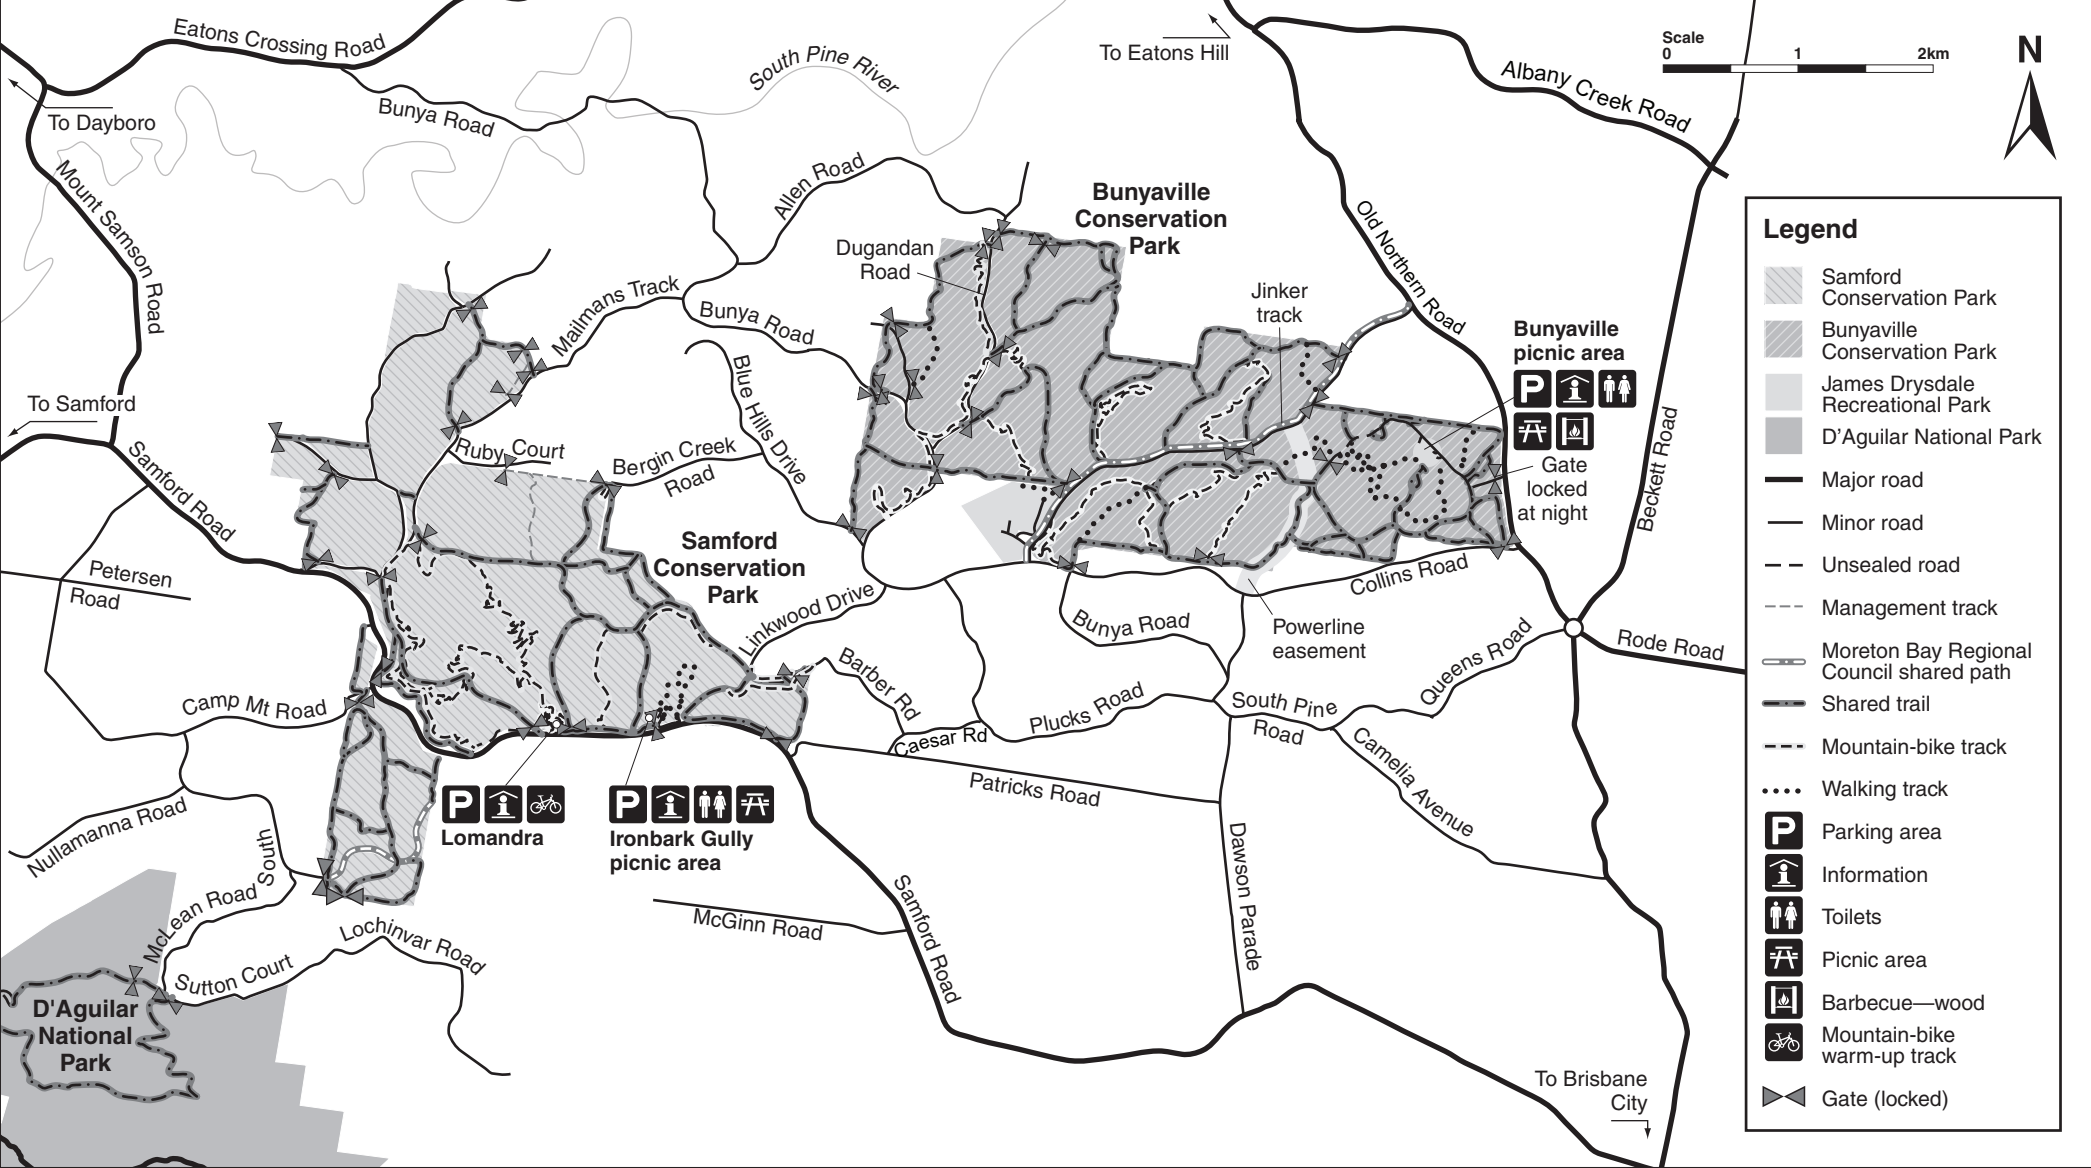 Eatons Crossing Road
To Dayboro
Bunya Road
South Pine River
To Eatons Hill
Albany Creek Road
Scale
0 1 2km
N
Mount Samson Road
Allen Road
Bunyaville
Conservation
Park
Dugandan
Road
Old Northern Road
Jinker
track
Mailmans Track
Bunya Road
Bunyaville
picnic area
P
Blue Hills Drive
To Samford
Samford Road
Ruby Court
Bergin Creek
Road
Gate
locked
at night
Beckett Road
Samford
Conservation
Park
Petersen
Road
Linkwood Drive
Collins Road
Bunya Road
Powerline
easement
Queens Road
Rode Road
Camp Mt Road
Barber Rd
Plucks Road
South Pine
Road
Caesar Rd
Camelia Avenue
Patricks Road
P
Lomandra
P
Ironbark Gully
picnic area
Nullamanna Road
South
McLean Road
Dawson Parade
Samford Road
McGinn Road
Lochinvar Road
Sutton Court
D'Aguilar
National
Park
To Brisbane
City
Legend
Samford
Conservation Park
Bunyaville
Conservation Park
James Drysdale
Recreational Park
D'Aguilar National Park
Major road
Minor road
Unsealed road
Management track
Moreton Bay Regional
Council shared path
Shared trail
Mountain-bike track
Walking track
P Parking area
Information
Toilets
Picnic area
Barbecue—wood
Mountain-bike
warm-up track
Gate (locked)